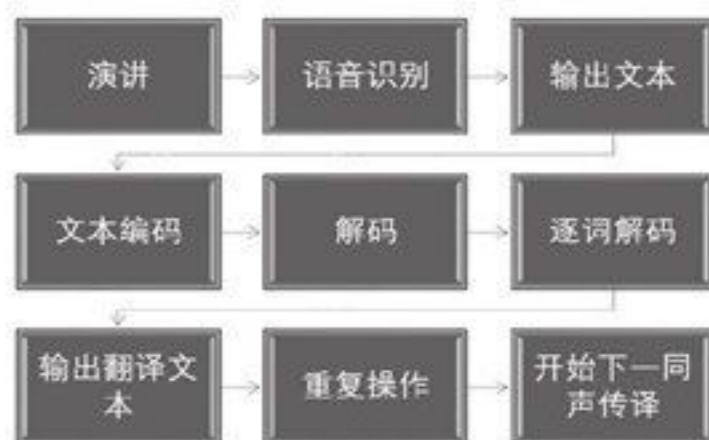 演讲
语音识别
输出文本
文本编码
解码
逐词解码
输出翻译文
本
重复操作
开始下一同
声传译